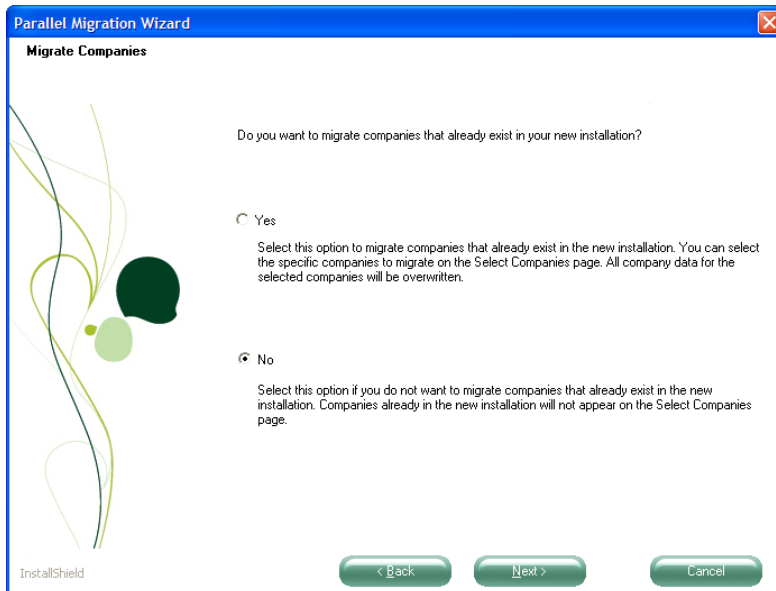 Parallel Migration Wizard
Migrate Companies
Do you want to migrate companies that already exist in your new installation?
Yes
Select this option to migrate companies that already exist in the new installation. You can select
the specific companies to migrate on the Select Companies page. All company data for the
selected companies will be overwritten.
No
Select this option if you do not want to migrate companies that already exist in the new
installation. Companies already in the new installation will not appear on the Select Companies
page.
InstallShield
< Back
Next >
Cancel